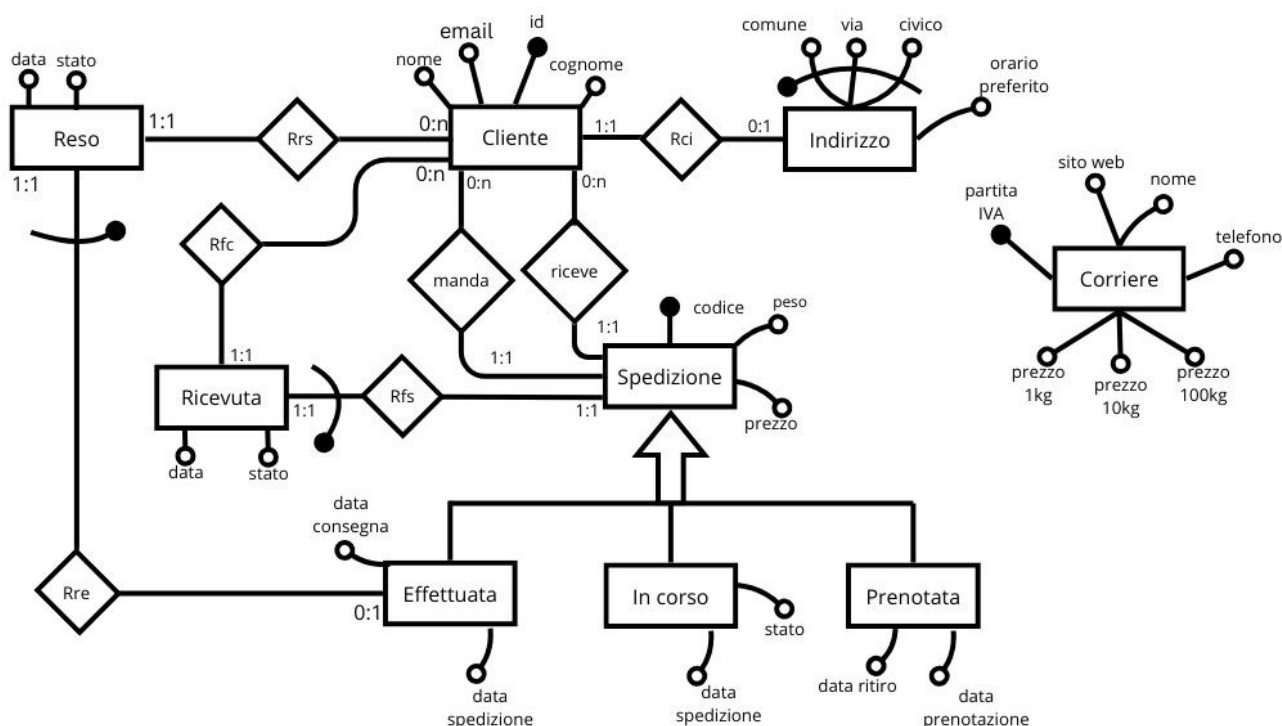 data
stato
Reso
1:1
1:1
Rrs
nome
email
id
cognome
0:n
Cliente
1:1
0:n
0:n
0:n
Rci
0:1
comune
via
civico
orario
preferito
Indirizzo
partita
IVA
sito web
nome
telefono
Corriere
prezzo
1kg
prezzo
10kg
prezzo
100kg
Rfc
manda
riceve
1:1
1:1
1:1
codice
peso
Spedizione
prezzo
1:1
Ricevuta
1:1
Rfs
data
stato
data
consegna
Rre
0:1
Effettuata
data
spedizione
In corso
stato
data
spedizione
Prenotata
data ritiro
data
prenotazione